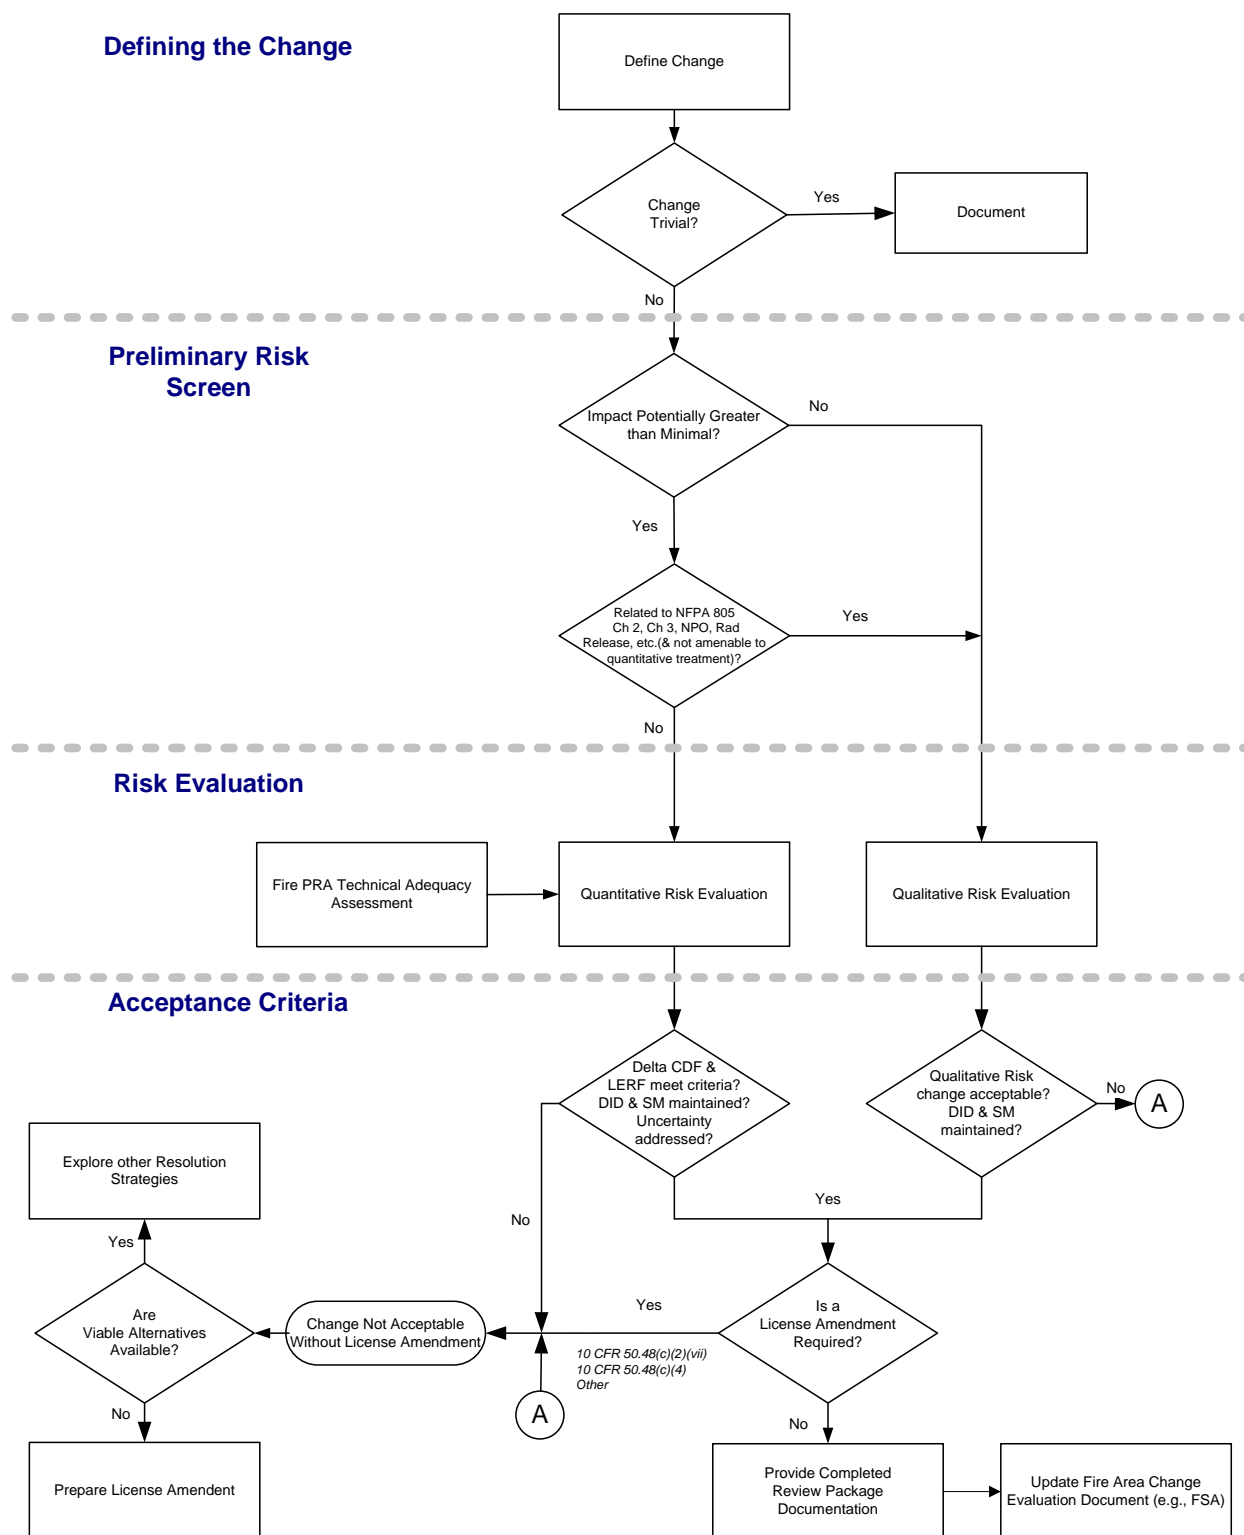 Defining the Change
Define Change
Change
Trivial?
Yes
Document
No
Preliminary Risk
Screen
Impact Potentially Greater
than Minimal?
No
Yes
Related to NFPA 805
Ch 2, Ch 3, NPO, Rad
Release, etc.(& not amenable to
quantitative treatment)?
Yes
No
Risk Evaluation
Fire PRA Technical Adequacy
Assessment
Quantitative Risk Evaluation
Qualitative Risk Evaluation
Acceptance Criteria
Delta CDF &
LERF meet criteria?
DID & SM maintained?
Uncertainty
addressed?
Qualitative Risk
change acceptable?
DID & SM
maintained?
No
A
Explore other Resolution
Strategies
Yes
No
Yes
Are
Viable Alternatives
Available?
Change Not Acceptable
Without License Amendment
Yes
10 CFR 50.48(c)(2)(vii)
10 CFR 50.48(c)(4)
Other
Is a
License Amendment
Required?
A
No
No
Prepare License Amendent
Provide Completed
Review Package
Documentation
Update Fire Area Change
Evaluation Document (e.g., FSA)